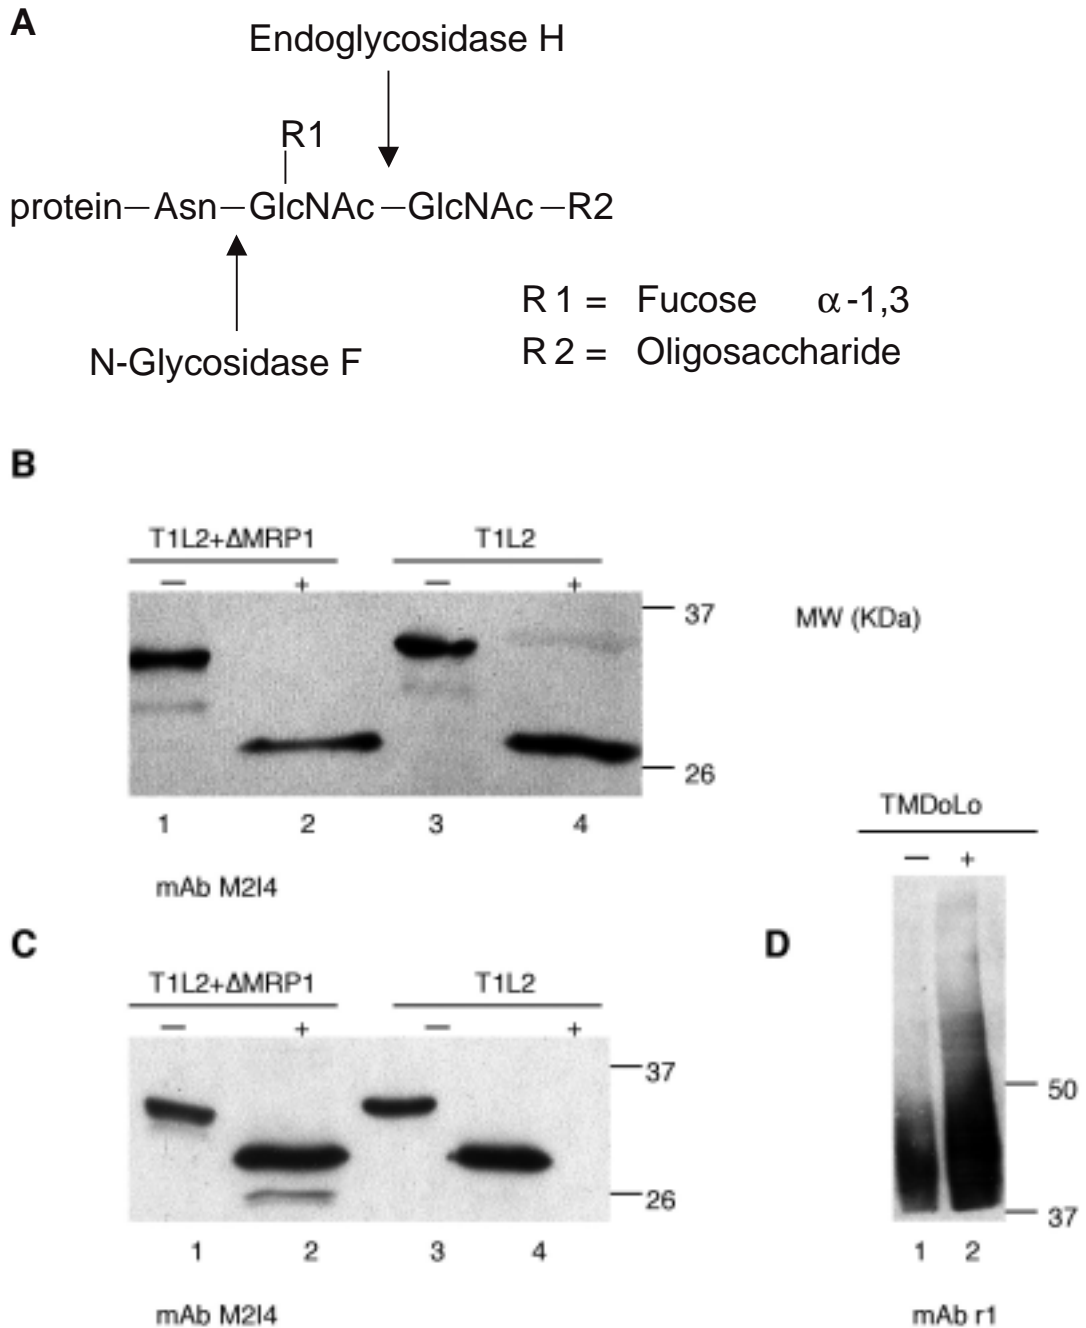 A
Endoglycosidase H
R1
protein—Asn—GlcNAc—GlcNAc—R2
R1 = Fucose α-1,3
N-Glycosidase F
R2 = Oligosaccharide
B
T1L2+ΔMRP1 T1L2
— + — +
37
MW (KDa)
26
1 2 3 4
mAb M2I4
C
T1L2+ΔMRP1 T1L2
— + — +
37
26
1 2 3 4
mAb M2I4
D
TMDoLo
— +
50
37
1 2
mAb r1